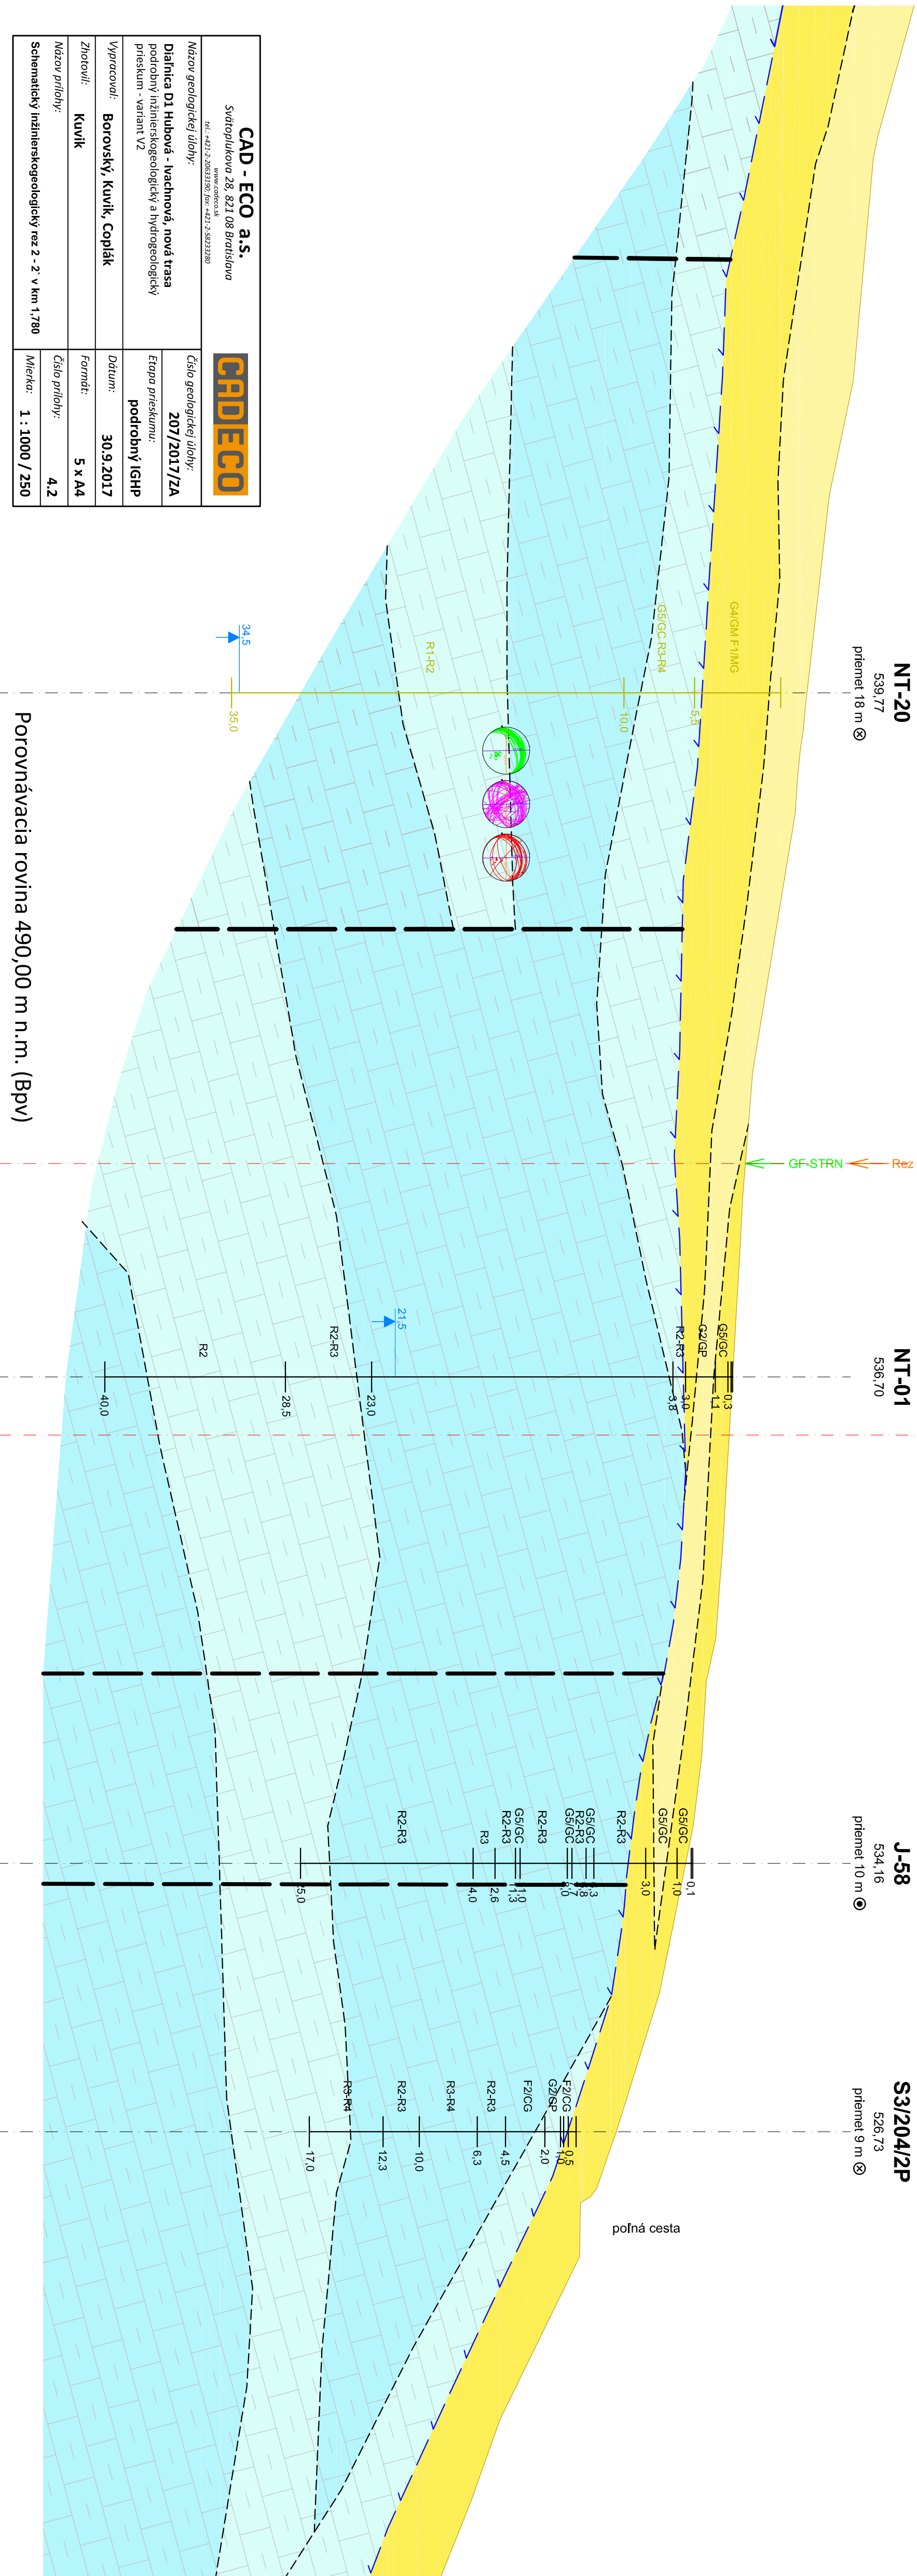 NT-20
539,77
priemet 18 m
G4/GM F1/MG
5,5
G5/GC R3-R4
10,0
R1-R2
34,5
35,0
Rez
GF-STRN
NT-01
536,70
0,3
G5/GC
1,1
G2/GP
3,0
R2-R3
3,8
21,5
23,0
R2-R3
28,5
R2
40,0
J-58
534,16
priemet 10 m
0,1
G5/GC
1,0
G5/GC
3,0
R2-R3
G5/GC
R2-R3
G5/GC
R2-R3
G5/GC
R2-R3
R3
4,0
R2-R3
S3/204/2P
526,73
priemet 9 m
0,5
F2/CG
1,0
G2/GP
2,0
F2/CG
4,5
R2-R3
6,3
R3-R4
10,0
R2-R3
12,3
R3-R4
17,0
poľná cesta
Porovnávacia rovina 490,00 m n.m. (Bpv)
CAD - ECO a.s.
Svätoplukova 28, 821 08 Bratislava
www.cadeco.sk
tel.: +421-2-20633190; fax: +421-2-58233280
CADECO
Názov geologickej úlohy:
Diaľnica D1 Hubová - Ivachnová, nová trasa
podrobný inžinierskogeologický a hydrogeologický
prieskum - variant V2
Číslo geologickej úlohy:
207/2017/ZA
Etapa prieskumu:
podrobný IGHP
Vypracoval: Borovský, Kuvik, Coplák
Dátum: 30.9.2017
Zhotovil: Kuvik
Formát: 5 x A4
Názov prílohy:
Schematický inžinierskogeologický rez 2 - 2` v km 1,780
Číslo prílohy: 4.2
Mierka: 1 : 1000 / 250